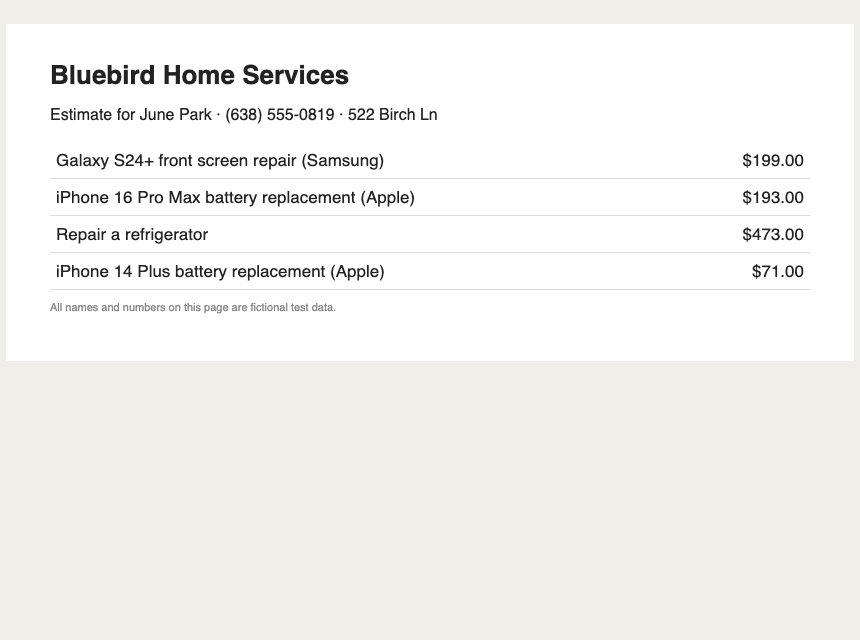 Bluebird Home Services
Estimate for June Park · (638) 555-0819 · 522 Birch Ln
Galaxy S24+ front screen repair (Samsung) $199.00
iPhone 16 Pro Max battery replacement (Apple) $193.00
Repair a refrigerator $473.00
iPhone 14 Plus battery replacement (Apple) $71.00
All names and numbers on this page are fictional test data.